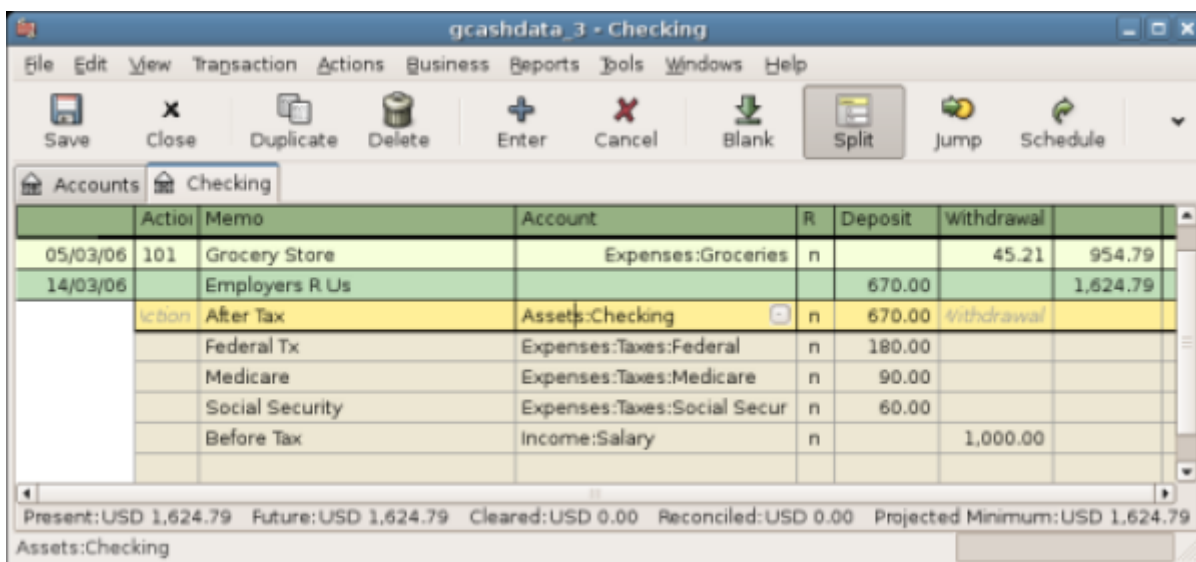 gcashdata_3 - Checking
File Edit View Transaction Actions Business Reports Tools Windows Help
Save Close Duplicate Delete Enter Cancel Blank Split Jump Schedule
Accounts Checking
Action Memo Account R Deposit Withdrawal
05/03/06 101 Grocery Store Expenses:Groceries n 45.21 954.79
14/03/06 Employers R Us 670.00 1,624.79
Action After Tax Assets:Checking n 670.00 Withdrawal
Federal Tx Expenses:Taxes:Federal n 180.00
Medicare Expenses:Taxes:Medicare n 90.00
Social Security Expenses:Taxes:Social Secur n 60.00
Before Tax Income:Salary n 1,000.00
Present:USD 1,624.79 Future:USD 1,624.79 Cleared:USD 0.00 Reconciled:USD 0.00 Projected Minimum:USD 1,624.79
Assets:Checking